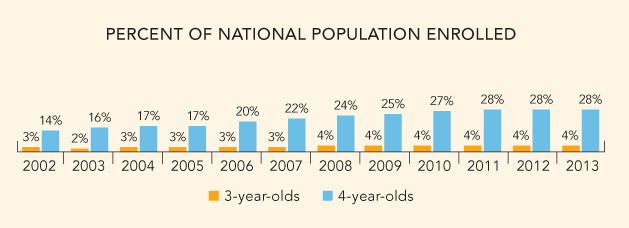 PERCENT OF NATIONAL POPULATION ENROLLED
3% 14% 2% 16% 3% 17% 3% 17% 3% 20% 3% 22% 4% 24% 4% 25% 4% 27% 4% 28% 4% 28% 4% 28%
2002 2003 2004 2005 2006 2007 2008 2009 2010 2011 2012 2013
3-year-olds 4-year-olds